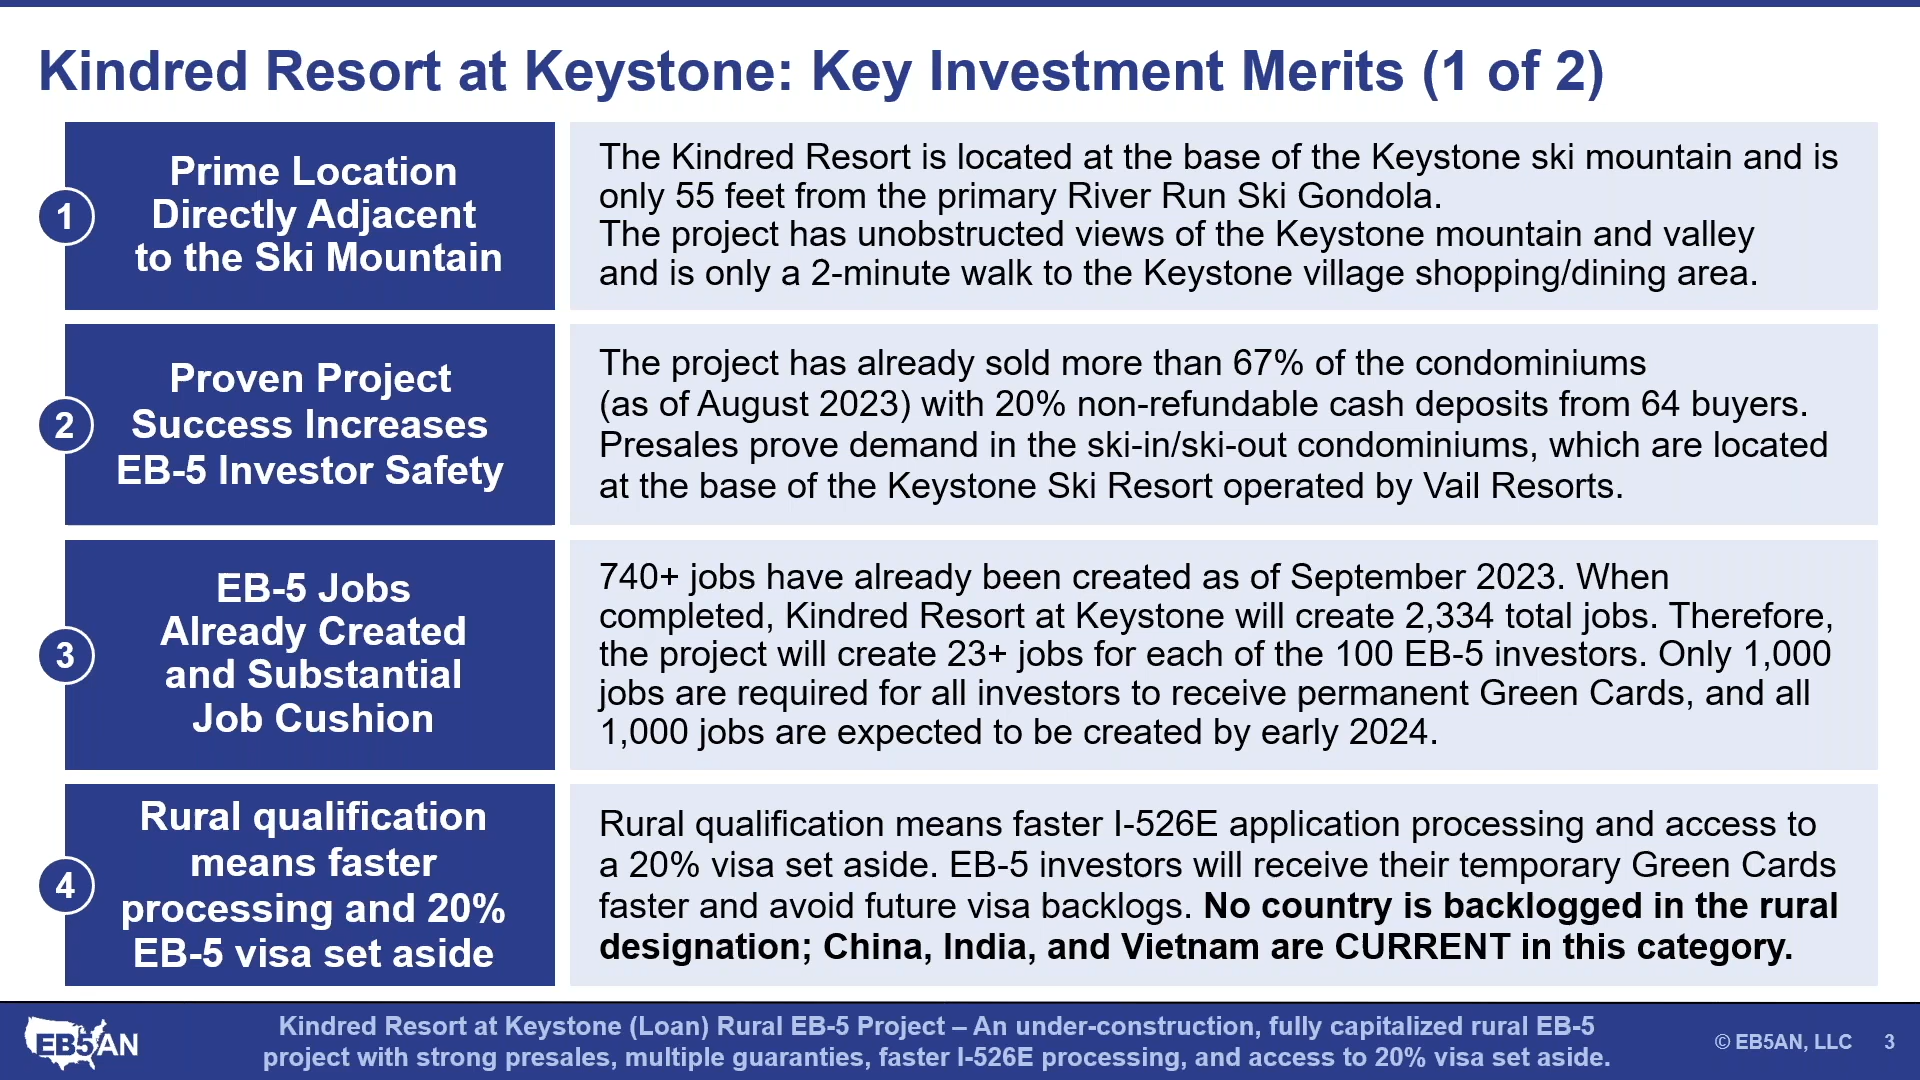 Kindred Resort at Keystone: Key Investment Merits (1 of 2)
1
Prime Location
Directly Adjacent
to the Ski Mountain
The Kindred Resort is located at the base of the Keystone ski mountain and is
only 55 feet from the primary River Run Ski Gondola.
The project has unobstructed views of the Keystone mountain and valley
and is only a 2-minute walk to the Keystone village shopping/dining area.
2
Proven Project
Success Increases
EB-5 Investor Safety
The project has already sold more than 67% of the condominiums
(as of August 2023) with 20% non-refundable cash deposits from 64 buyers.
Presales prove demand in the ski-in/ski-out condominiums, which are located
at the base of the Keystone Ski Resort operated by Vail Resorts.
3
EB-5 Jobs
Already Created
and Substantial
Job Cushion
740+ jobs have already been created as of September 2023. When
completed, Kindred Resort at Keystone will create 2,334 total jobs. Therefore,
the project will create 23+ jobs for each of the 100 EB-5 investors. Only 1,000
jobs are required for all investors to receive permanent Green Cards, and all
1,000 jobs are expected to be created by early 2024.
4
Rural qualification
means faster
processing and 20%
EB-5 visa set aside
Rural qualification means faster I-526E application processing and access to
a 20% visa set aside. EB-5 investors will receive their temporary Green Cards
faster and avoid future visa backlogs. No country is backlogged in the rural
designation; China, India, and Vietnam are CURRENT in this category.
EB5AN
Kindred Resort at Keystone (Loan) Rural EB-5 Project – An under-construction, fully capitalized rural EB-5
project with strong presales, multiple guaranties, faster I-526E processing, and access to 20% visa set aside.
© EB5AN, LLC 3